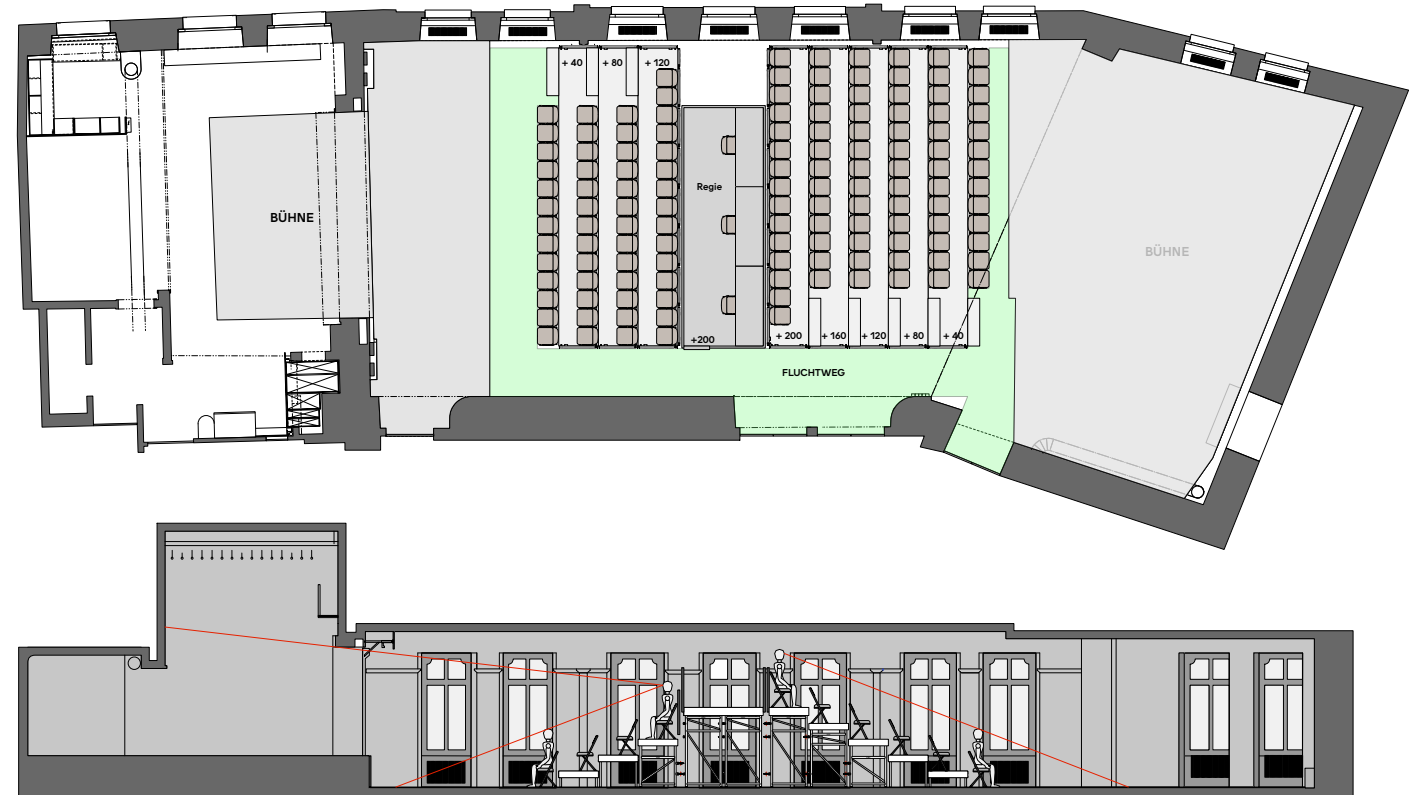 + 40
+ 80
+ 120
Regie
BÜHNE
BÜHNE
+200
+ 200
+ 160
+ 120
+ 80
+ 40
FLUCHTWEG